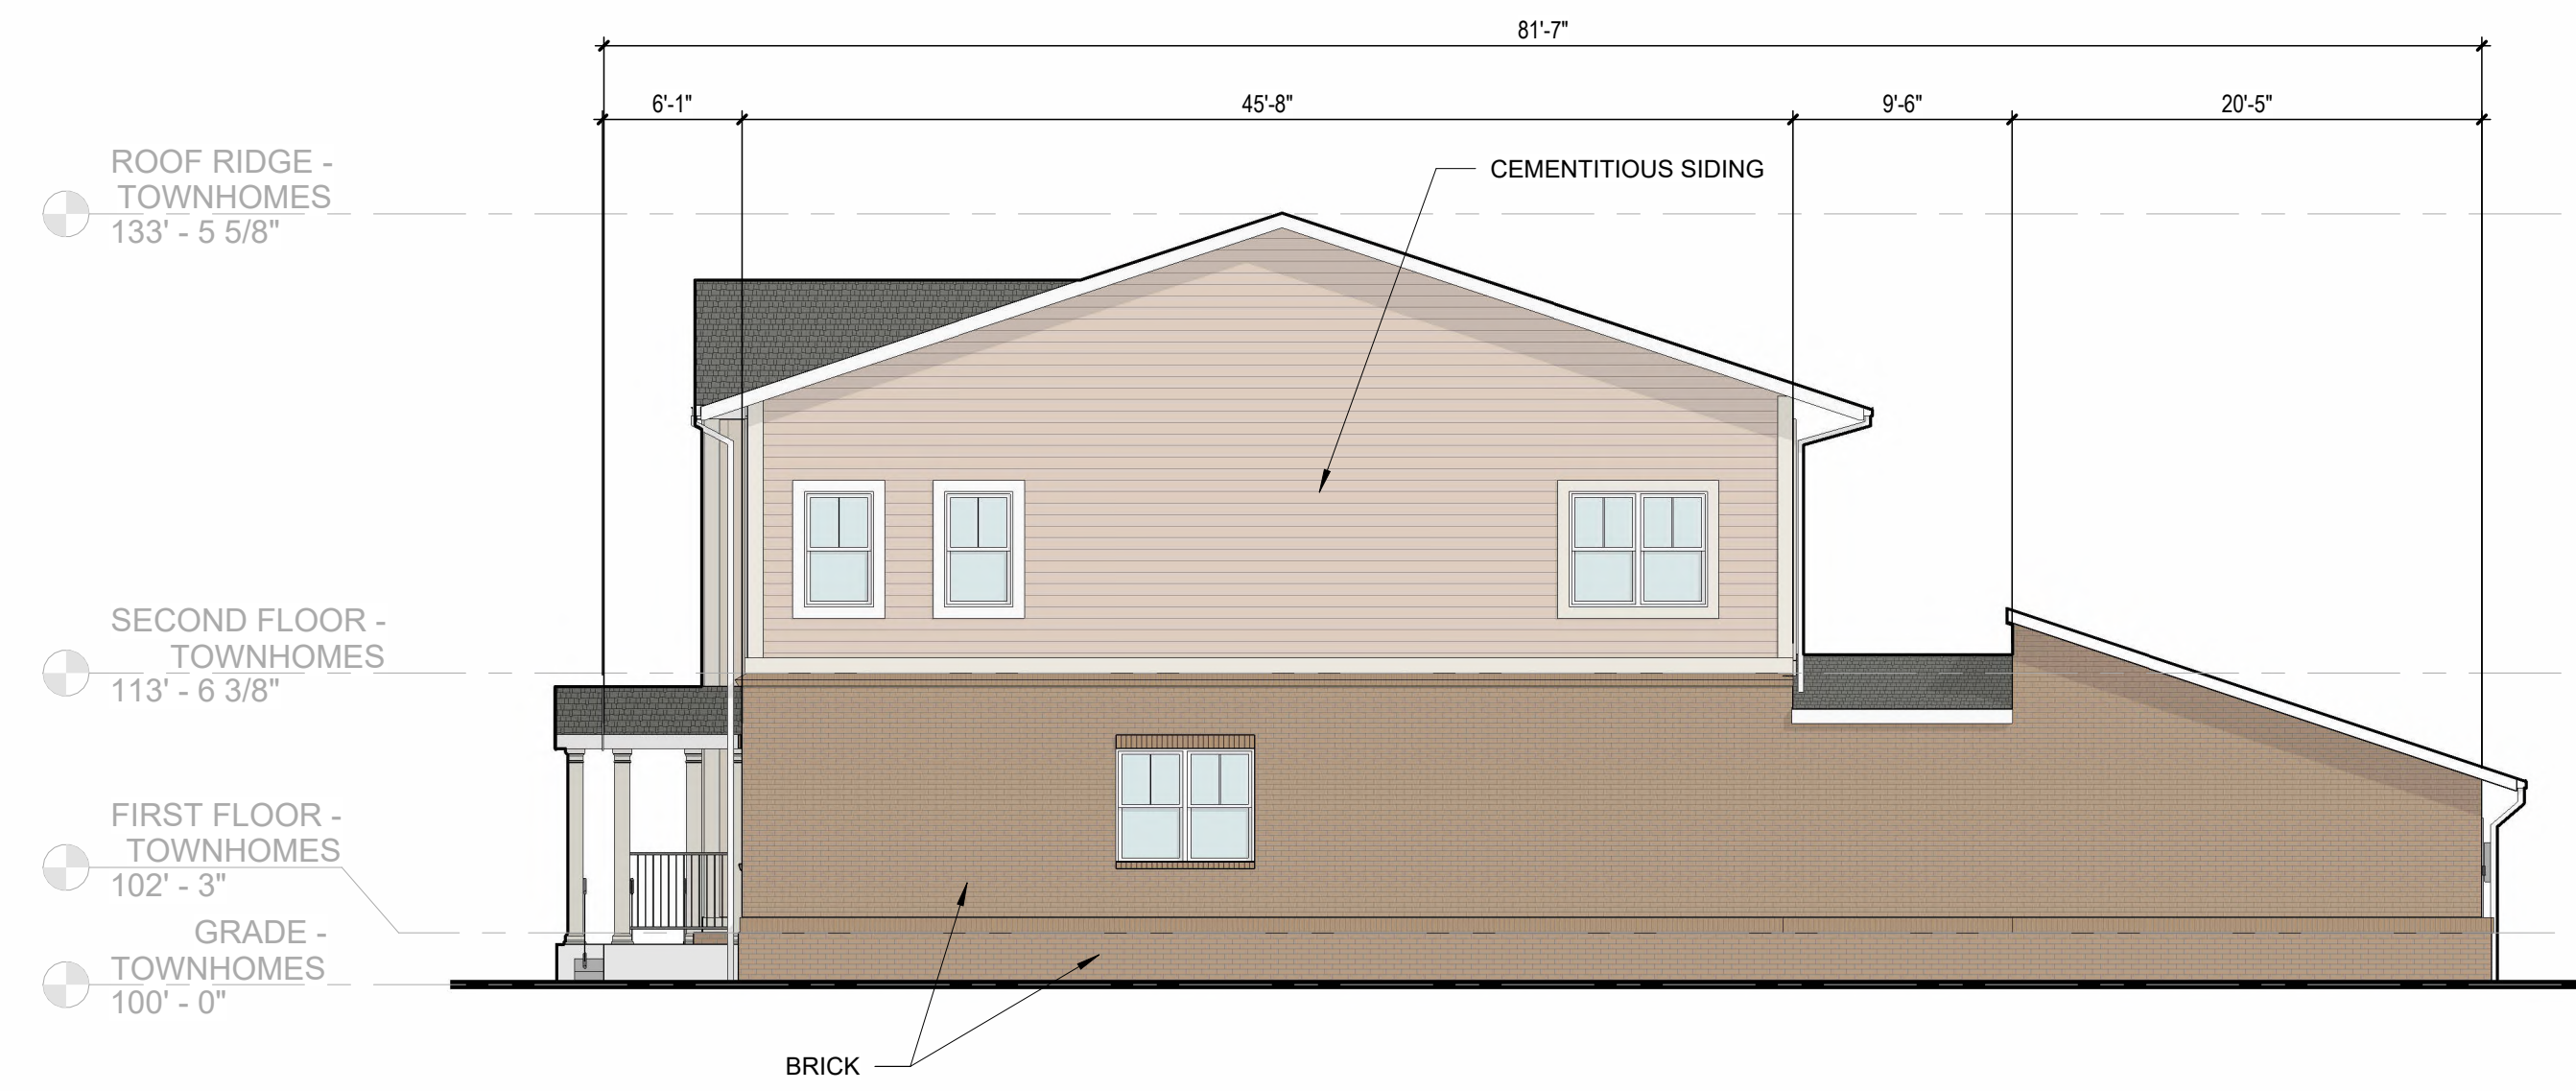 81'-7"
6'-1"
45'-8"
9'-6"
20'-5"
CEMENTITIOUS SIDING
ROOF RIDGE -
TOWNHOMES
133' - 5 5/8"
SECOND FLOOR -
TOWNHOMES
113' - 6 3/8"
FIRST FLOOR -
TOWNHOMES
102' - 3"
GRADE -
TOWNHOMES
100' - 0"
BRICK